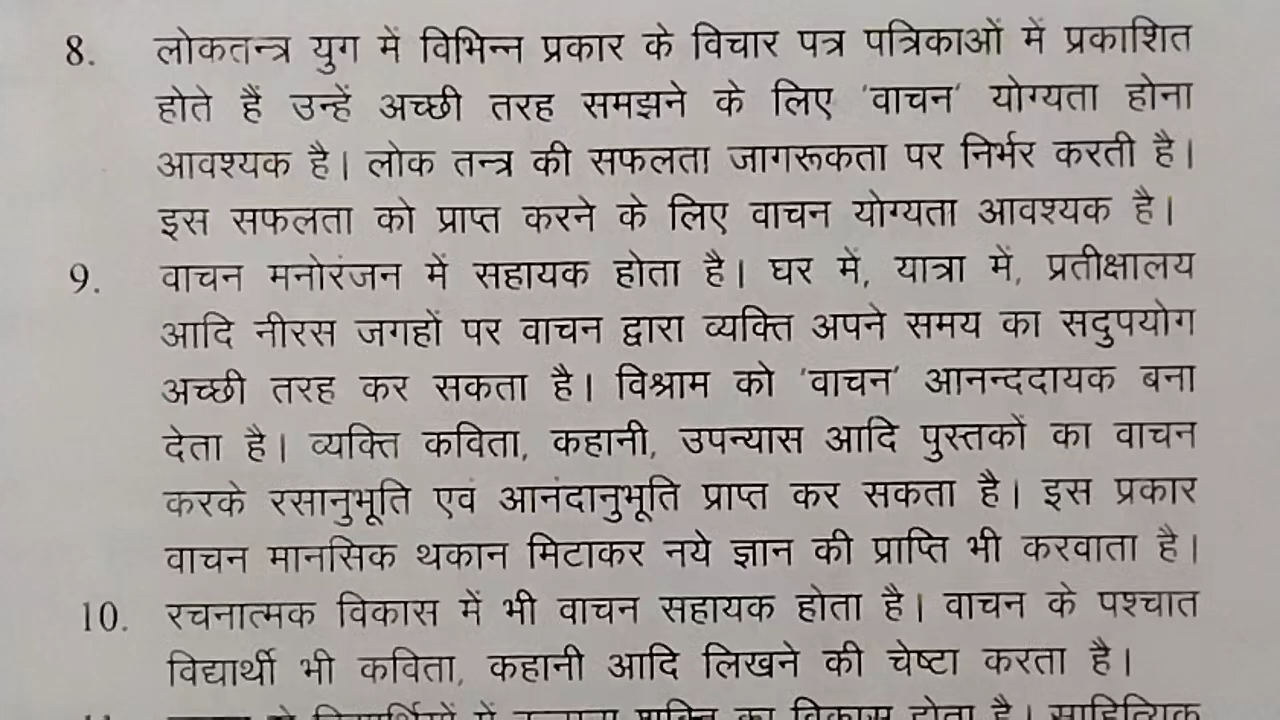 8. लोकतन्त्र युग में विभिन्न प्रकार के विचार पत्र पत्रिकाओं में प्रकाशित
होते हैं उन्हें अच्छी तरह समझने के लिए 'वाचन' योग्यता होना
आवश्यक है। लोक तन्त्र की सफलता जागरूकता पर निर्भर करती है।
इस सफलता को प्राप्त करने के लिए वाचन योग्यता आवश्यक है।
9. वाचन मनोरंजन में सहायक होता है। घर में, यात्रा में, प्रतीक्षालय
आदि नीरस जगहों पर वाचन द्वारा व्यक्ति अपने समय का सदुपयोग
अच्छी तरह कर सकता है। विश्राम को 'वाचन' आनन्ददायक बना
देता है। व्यक्ति कविता, कहानी, उपन्यास आदि पुस्तकों का वाचन
करके रसानुभूति एवं आनंदानुभूति प्राप्त कर सकता है। इस प्रकार
वाचन मानसिक थकान मिटाकर नये ज्ञान की प्राप्ति भी करवाता है।
10. रचनात्मक विकास में भी वाचन सहायक होता है। वाचन के पश्चात
विद्यार्थी भी कविता, कहानी आदि लिखने की चेष्टा करता है।
का विकास होता है। साहित्यिक